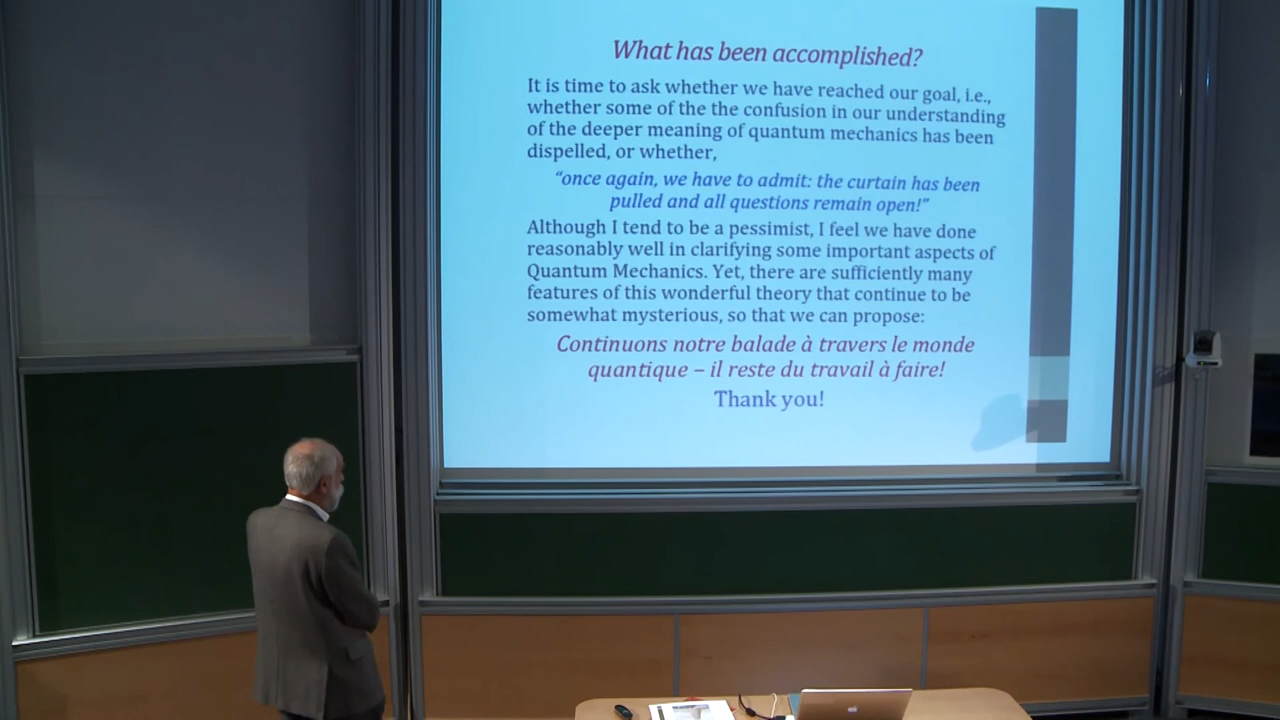 What has been accomplished?
It is time to ask whether we have reached our goal, i.e.,
whether some of the the confusion in our understanding
of the deeper meaning of quantum mechanics has been
dispelled, or whether,
“once again, we have to admit: the curtain has been
pulled and all questions remain open!”
Although I tend to be a pessimist, I feel we have done
reasonably well in clarifying some important aspects of
Quantum Mechanics. Yet, there are sufficiently many
features of this wonderful theory that continue to be
somewhat mysterious, so that we can propose:
Continuons notre balade à travers le monde
quantique – il reste du travail à faire!
Thank you!